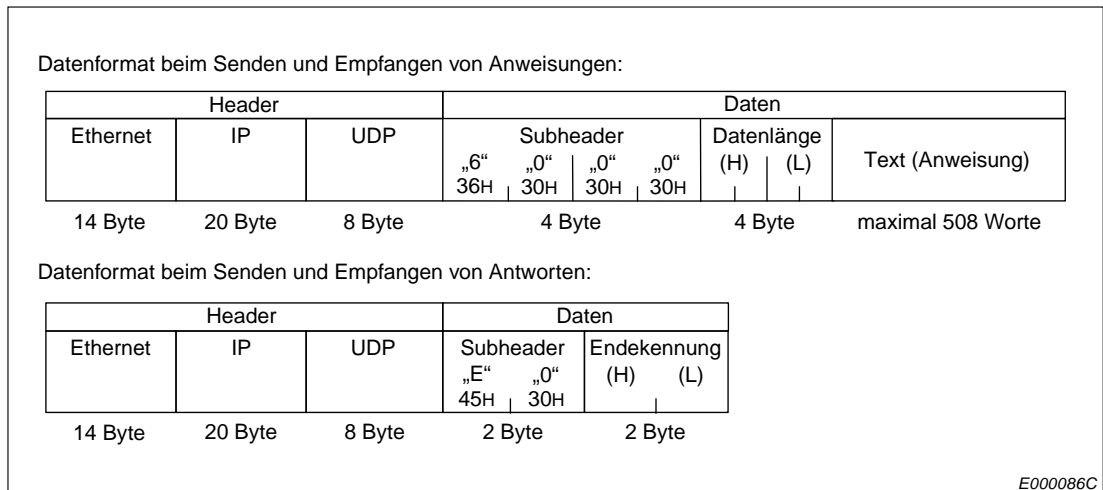 Datenformat beim Senden und Empfangen von Anweisungen:
Header Daten
Ethernet IP UDP Subheader Datenlänge Text (Anweisung)
„6“ „0“ „0“ „0“ (H) (L)
36H 30H 30H 30H
14 Byte 20 Byte 8 Byte 4 Byte 4 Byte maximal 508 Worte
Datenformat beim Senden und Empfangen von Antworten:
Header Daten
Ethernet IP UDP Subheader Endekennung
„E“ „0“ (H) (L)
45H 30H
14 Byte 20 Byte 8 Byte 2 Byte 2 Byte
E000086C